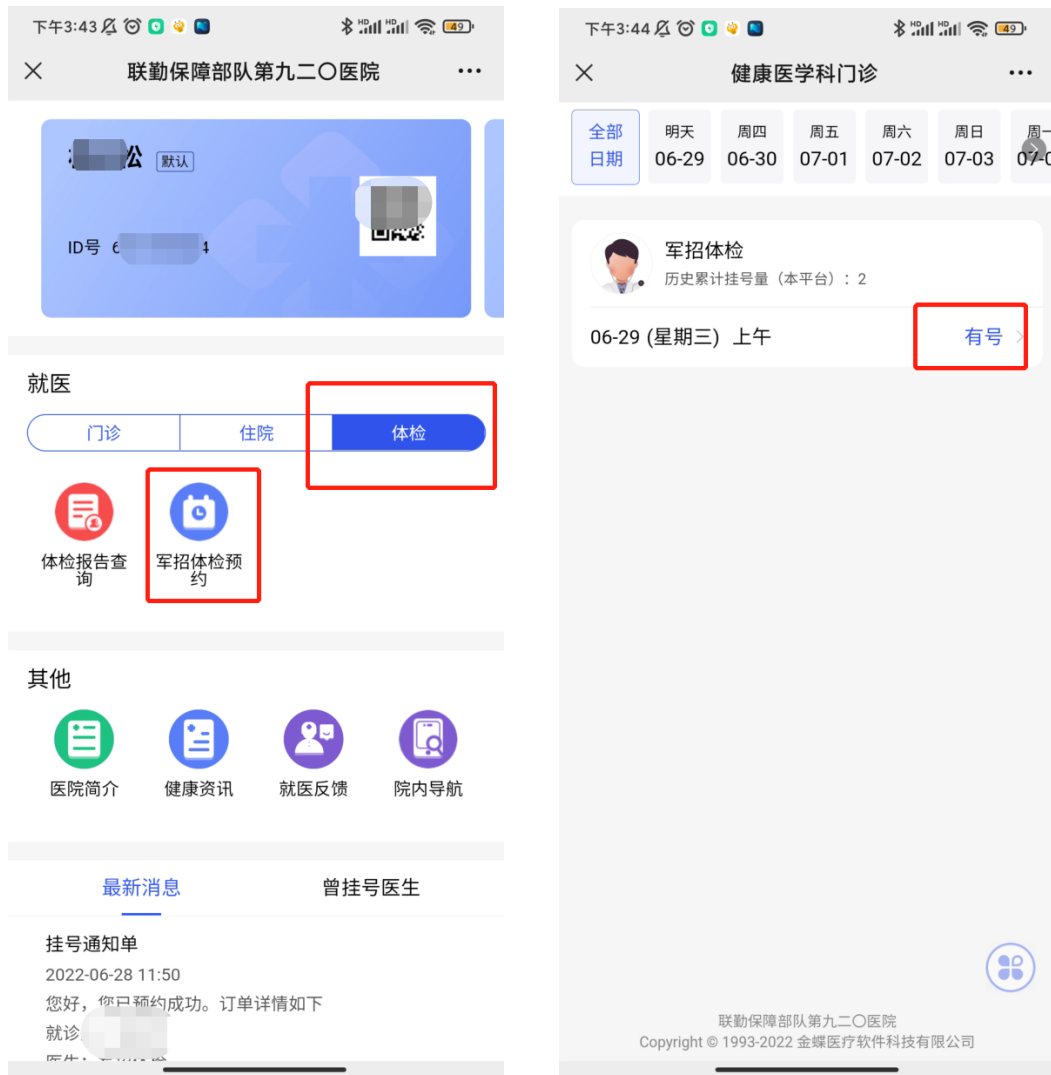 下午3:43
49
联勤保障部队第九二〇医院
松
默认
ID号 6 4
就医
门诊
住院
体检
体检报告查
询
军招体检预
约
其他
医院简介
健康资讯
就医反馈
院内导航
最新消息
曾挂号医生
挂号通知单
2022-06-28 11:50
您好，您已预约成功。订单详情如下
就诊
下午3:44
49
健康医学科门诊
全部
日期
明天
06-29
周四
06-30
周五
07-01
周六
07-02
周日
07-03
周一
军招体检
历史累计挂号量（本平台）：2
06-29 (星期三) 上午
有号
联勤保障部队第九二〇医院
Copyright © 1993-2022 金蝶医疗软件科技有限公司